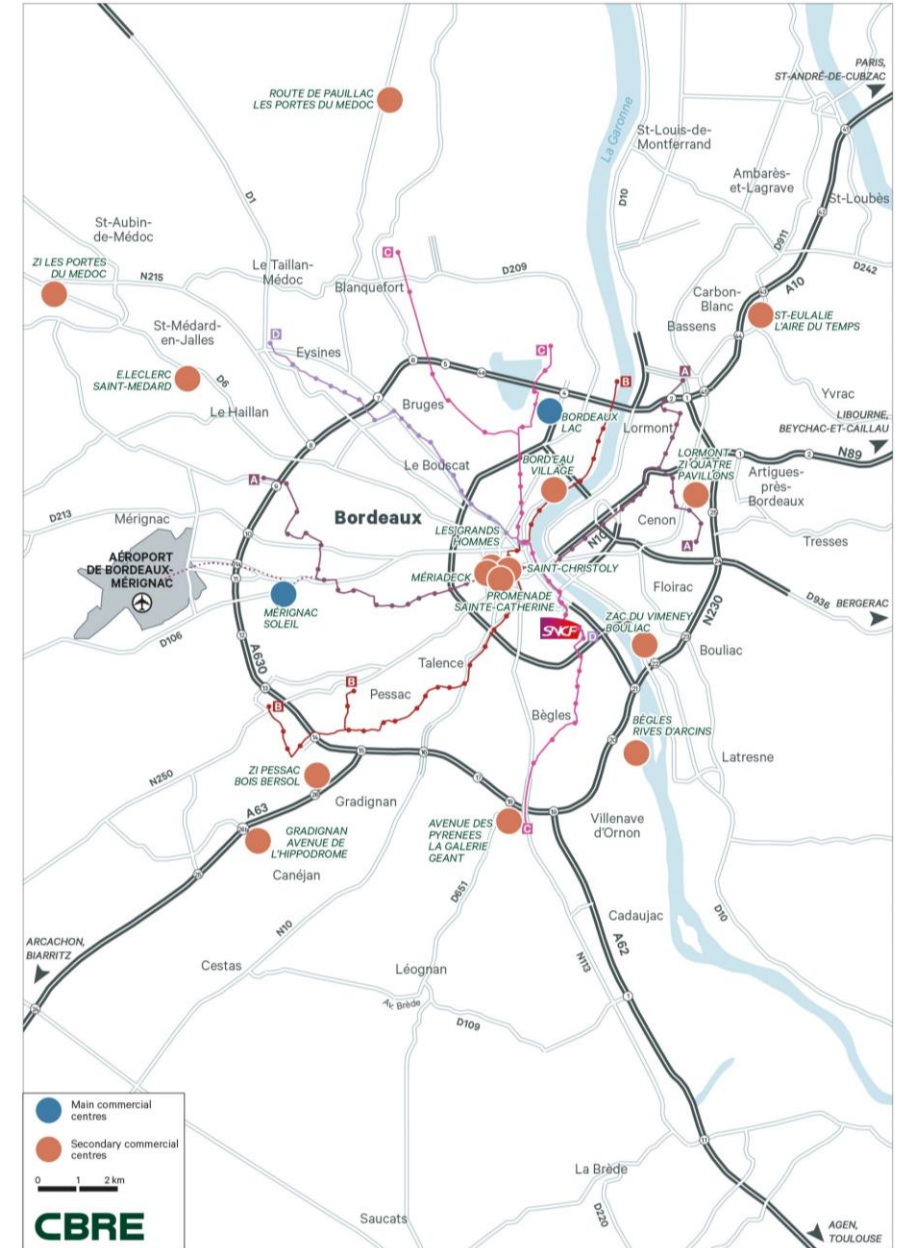 PARIS,
ST-ANDRÉ-DE-CUBZAC
ROUTE DE PAUILLAC
LES PORTES DU MEDOC
La Garonne
St-Louis-de-
Montferrand
D10
D1
Ambarès-
et-Lagrave
St-Loubès
D911
D242
A10
St-Aubin-
de-Médoc
ZI LES PORTES
DU MEDOC
N215
Le Taillan-
Médoc
C
Blanquefort
D209
Carbon-
Blanc
Bassens
ST-EULALIE
L'AIRE DU TEMPS
St-Médard-
en-Jalles
D
Eysines
C
E.LECLERC
SAINT-MEDARD
D6
Le Haillan
Bruges
B
A
Yvrac
BORDEAUX
LAC
Lormont
LIBOURNE,
BEYCHAC-ET-CAILLAU
N89
Le Bouscat
BORD'EAU
VILLAGE
LORMONT
ZI QUATRE
PAVILLONS
Artigues-
près-
Bordeaux
A
D213
Mérignac
Bordeaux
LES GRANDS
HOMMES
N10
Cenon
A
Tresses
AÉROPORT
DE BORDEAUX-
MÉRIGNAC
MÉRIADECK
SAINT-CHRISTOLY
Floirac
PROMENADE
SAINTE-CATHERINE
MÉRIGNAC
SOLEIL
D936
BERGERAC
N230
ZAC DU VIMENEY
BOULIAC
SNCF
D
D106
A630
Bouliac
Talence
B
Pessac
B
Bègles
BÈGLES
RIVES D'ARCINS
Latresne
N250
ZI PESSAC
BOIS BERSOL
A63
Gradignan
AVENUE DES
PYRENEES
LA GALERIE
GEANT
C
Villenave
d'Ornon
GRADIGNAN
AVENUE DE
L'HIPPODROME
Canéjan
D651
D10
Cadaujac
A62
N10
N113
ARCACHON,
BIARRITZ
Cestas
Léognan
Av. Brède
D109
Main commercial
centres
Secondary commercial
centres
0 1 2 km
CBRE
La Brède
D220
Saucats
AGEN,
TOULOUSE